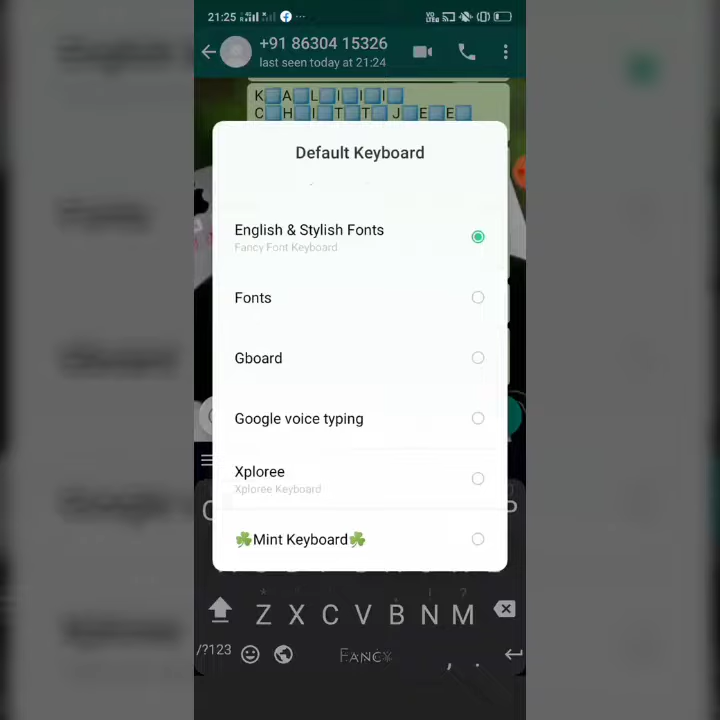 21:25
+91 86304 15326
last seen today at 21:24
K A L I I I
C H I T T J E E
Default Keyboard
English & Stylish Fonts
Fancy Font Keyboard
Fonts
Gboard
Google voice typing
Xploree
Xploree Keyboard
☘Mint Keyboard☘
Z X C V B N M
/?123 FANCY , .